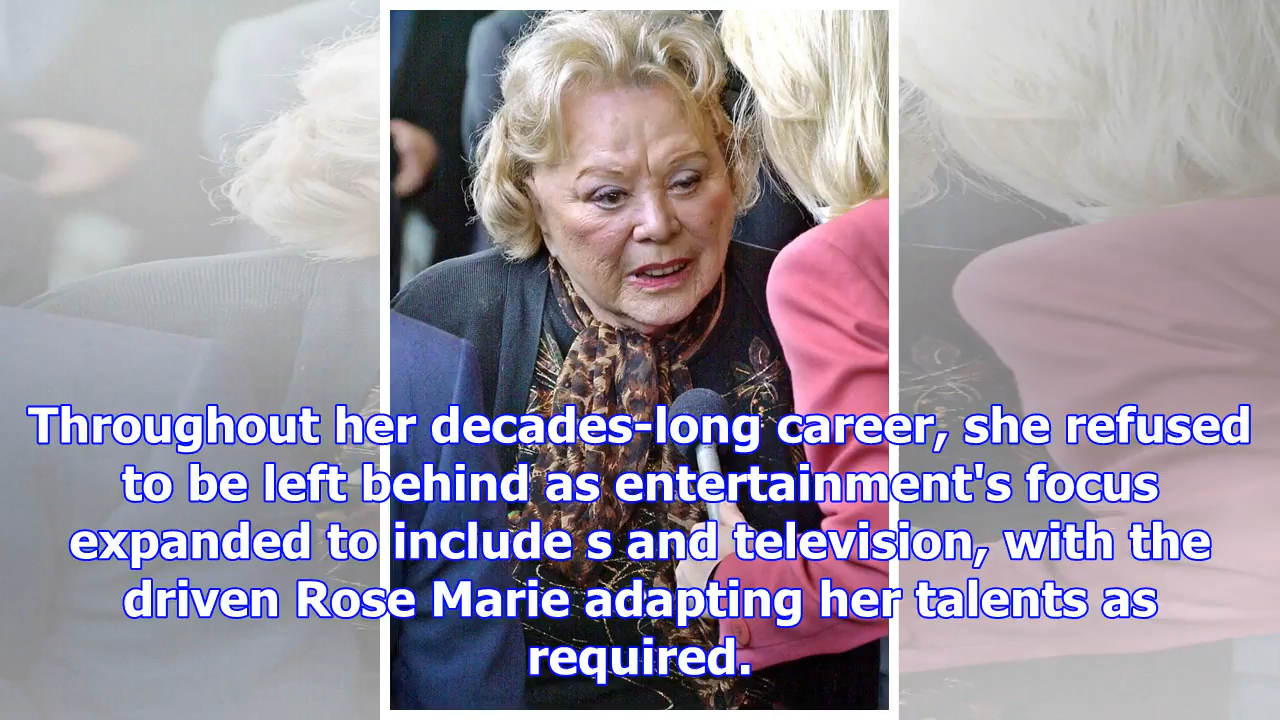 Throughout her decades-long career, she refused
to be left behind as entertainment's focus
expanded to include s and television, with the
driven Rose Marie adapting her talents as
required.